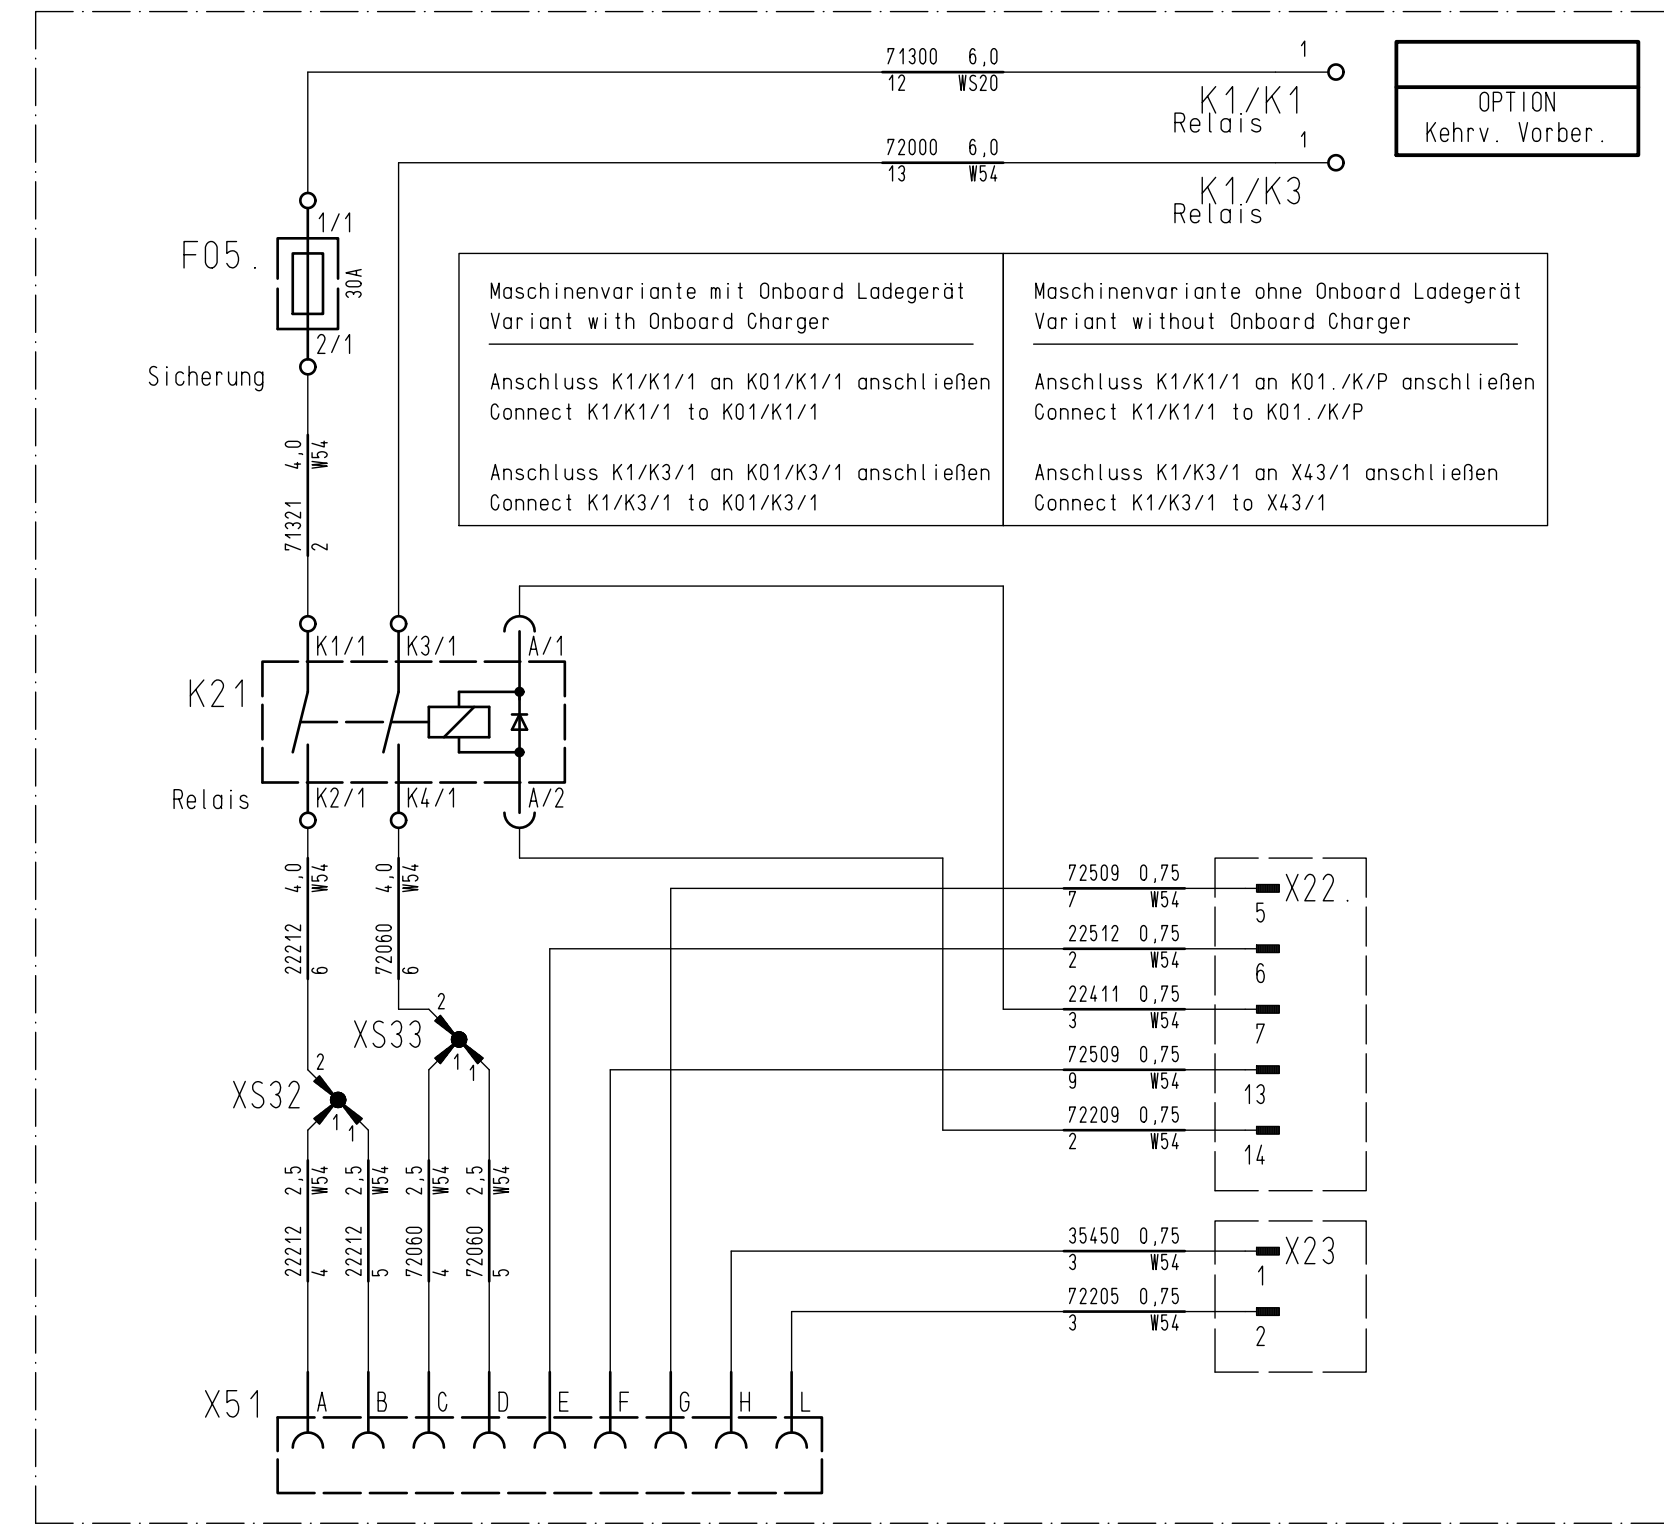 71300 6,0
12 WS20
1
K1/K1
Relais
OPTION
Kehrv. Vorber.
72000 6,0
13 W54
1
K1/K3
Relais
1/1
F05.
30A
2/1
Sicherung
Maschinenvariante mit Onboard Ladegerät
Variant with Onboard Charger
Anschluss K1/K1/1 an K01/K1/1 anschließen
Connect K1/K1/1 to K01/K1/1
Anschluss K1/K3/1 an K01/K3/1 anschließen
Connect K1/K3/1 to K01/K3/1
Maschinenvariante ohne Onboard Ladegerät
Variant without Onboard Charger
Anschluss K1/K1/1 an K01./K/P anschließen
Connect K1/K1/1 to K01./K/P
Anschluss K1/K3/1 an X43/1 anschließen
Connect K1/K3/1 to X43/1
71321 4,0
2 W54
K1/1
K3/1
A/1
K21
Relais
K2/1
K4/1
A/2
22212 4,0
6 W54
72060 4,0
6 W54
72509 0,75
7 W54
X22.
5
22512 0,75
2 W54
6
22411 0,75
3 W54
7
72509 0,75
9 W54
13
72209 0,75
2 W54
14
2
XS33
1
1
2
XS32
1
1
22212 2,5
4 W54
22212 2,5
5 W54
72060 2,5
4 W54
72060 2,5
5 W54
35450 0,75
3 W54
X23
1
72205 0,75
3 W54
2
X51
A
B
C
D
E
F
G
H
L